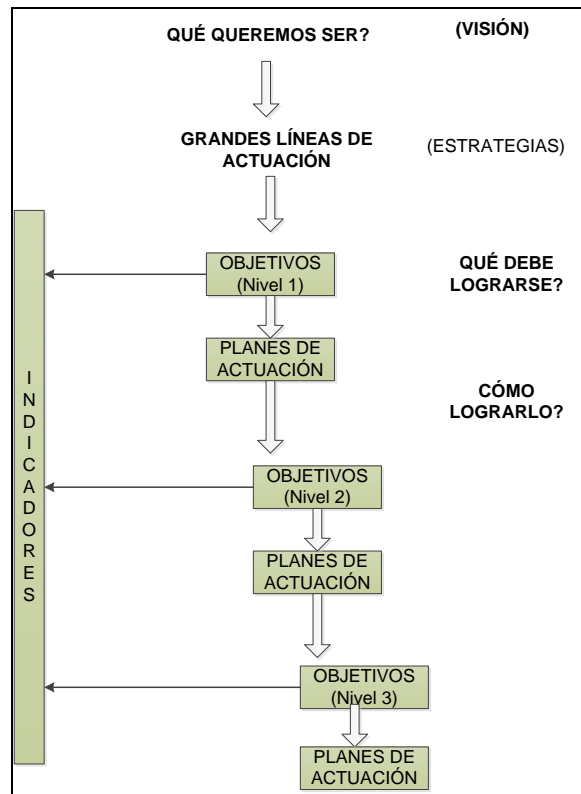 QUÉ QUEREMOS SER?
(VISIÓN)
GRANDES LÍNEAS DE
ACTUACIÓN
(ESTRATEGIAS)
OBJETIVOS
(Nivel 1)
QUÉ DEBE
LOGRARSE?
PLANES DE
ACTUACIÓN
CÓMO
LOGRARLO?
INDICADORES
OBJETIVOS
(Nivel 2)
PLANES DE
ACTUACIÓN
OBJETIVOS
(Nivel 3)
PLANES DE
ACTUACIÓN